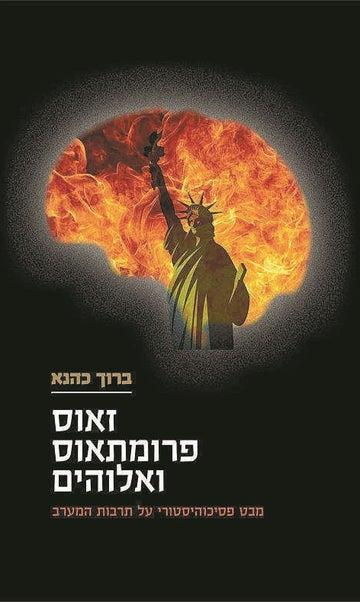 ברוך כהנא
זאוס
פרומתאוס
ואלוהים
מבט פסיכוהיסטורי על תרבות המערב